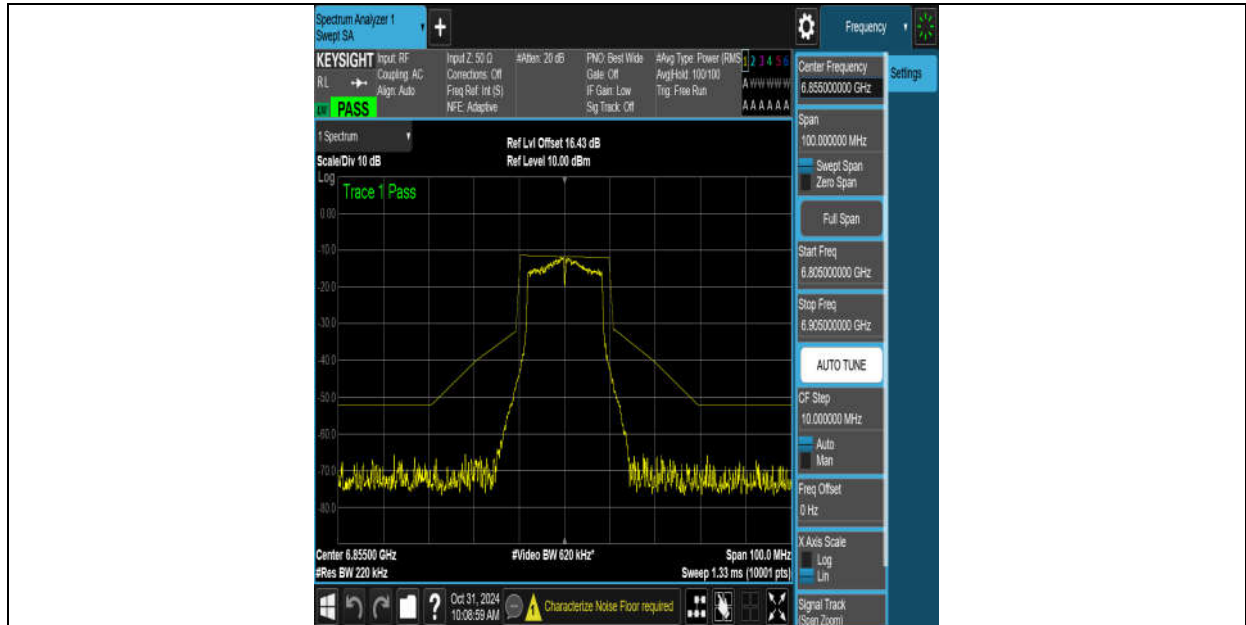 Spectrum Analyzer 1
Swept SA
+
Frequency
KEYSIGHT
RL
PASS
Input: RF
Coupling: AC
Align: Auto
Input Z: 50 Ω
Corrections: Off
Freq Ref: Int (S)
NFE: Adaptive
#Atten: 20 dB
PNO: Best Wide
Gate: Off
IF Gain: Low
Sig Track: Off
#Avg Type: Power (RMS
Avg|Hold: 100/100
Trig: Free Run
1 2 3 4 5 6
A W W W W W
A A A A A A
1 Spectrum
Scale/Div 10 dB
Ref Lvl Offset 16.43 dB
Ref Level 10.00 dBm
Log
Trace 1 Pass
0.00
-10.0
-20.0
-30.0
-40.0
-50.0
-60.0
-70.0
-80.0
Center 6.85500 GHz
#Video BW 620 kHz*
Span 100.0 MHz
#Res BW 220 kHz
Sweep 1.33 ms (10001 pts)
?
Oct 31, 2024
10:08:59 AM
Characterize Noise Floor required
Center Frequency
6.855000000 GHz
Settings
Span
100.000000 MHz
Swept Span
Zero Span
Full Span
Start Freq
6.805000000 GHz
Stop Freq
6.905000000 GHz
AUTO TUNE
CF Step
10.000000 MHz
Auto
Man
Freq Offset
0 Hz
X Axis Scale
Log
Lin
Signal Track
(Span Zoom)